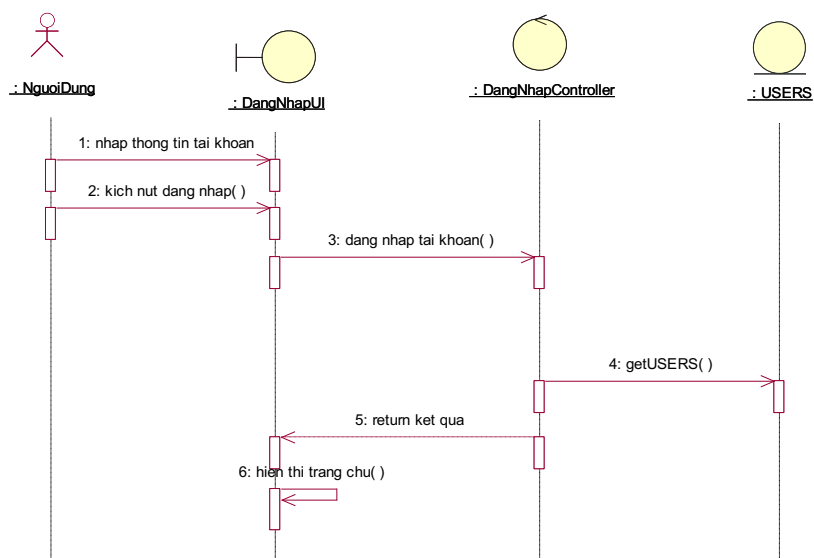 : NguoiDung
: DangNhapUI
: DangNhapController
: USERS
1: nhap thong tin tai khoan
2: kich nut dang nhap( )
3: dang nhap tai khoan( )
4: getUSERS( )
5: return ket qua
6: hien thi trang chu( )